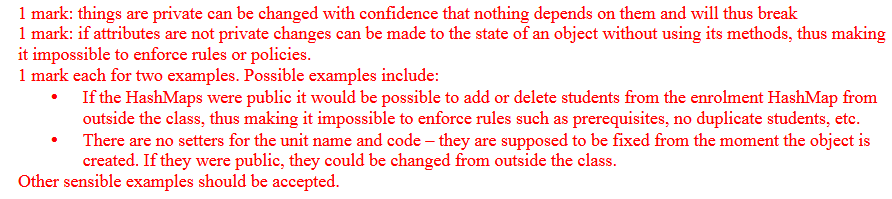 1 mark: things are private can be changed with confidence that nothing depends on them and will thus break
1 mark: if attributes are not private changes can be made to the state of an object without using its methods, thus making
it impossible to enforce rules or policies.
1 mark each for two examples. Possible examples include:
• If the HashMaps were public it would be possible to add or delete students from the enrolment HashMap from
outside the class, thus making it impossible to enforce rules such as prerequisites, no duplicate students, etc.
• There are no setters for the unit name and code – they are supposed to be fixed from the moment the object is
created. If they were public, they could be changed from outside the class.
Other sensible examples should be accepted.